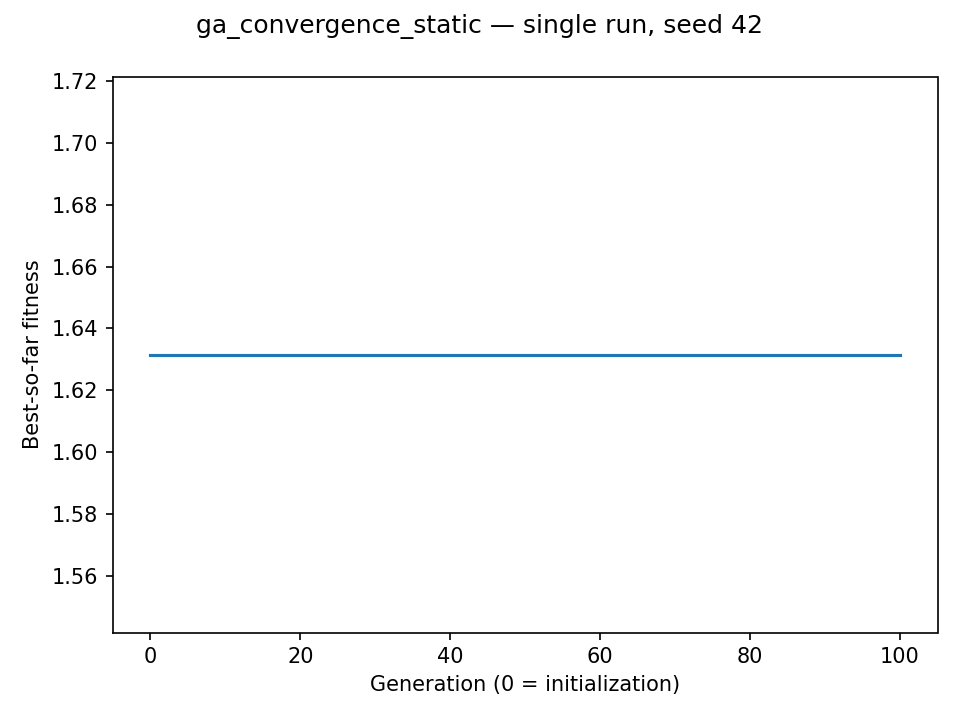 ga_convergence_static — single run, seed 42
1.72
1.70
1.68
1.66
1.64
1.62
1.60
1.58
1.56
Best-so-far fitness
0 20 40 60 80 100
Generation (0 = initialization)